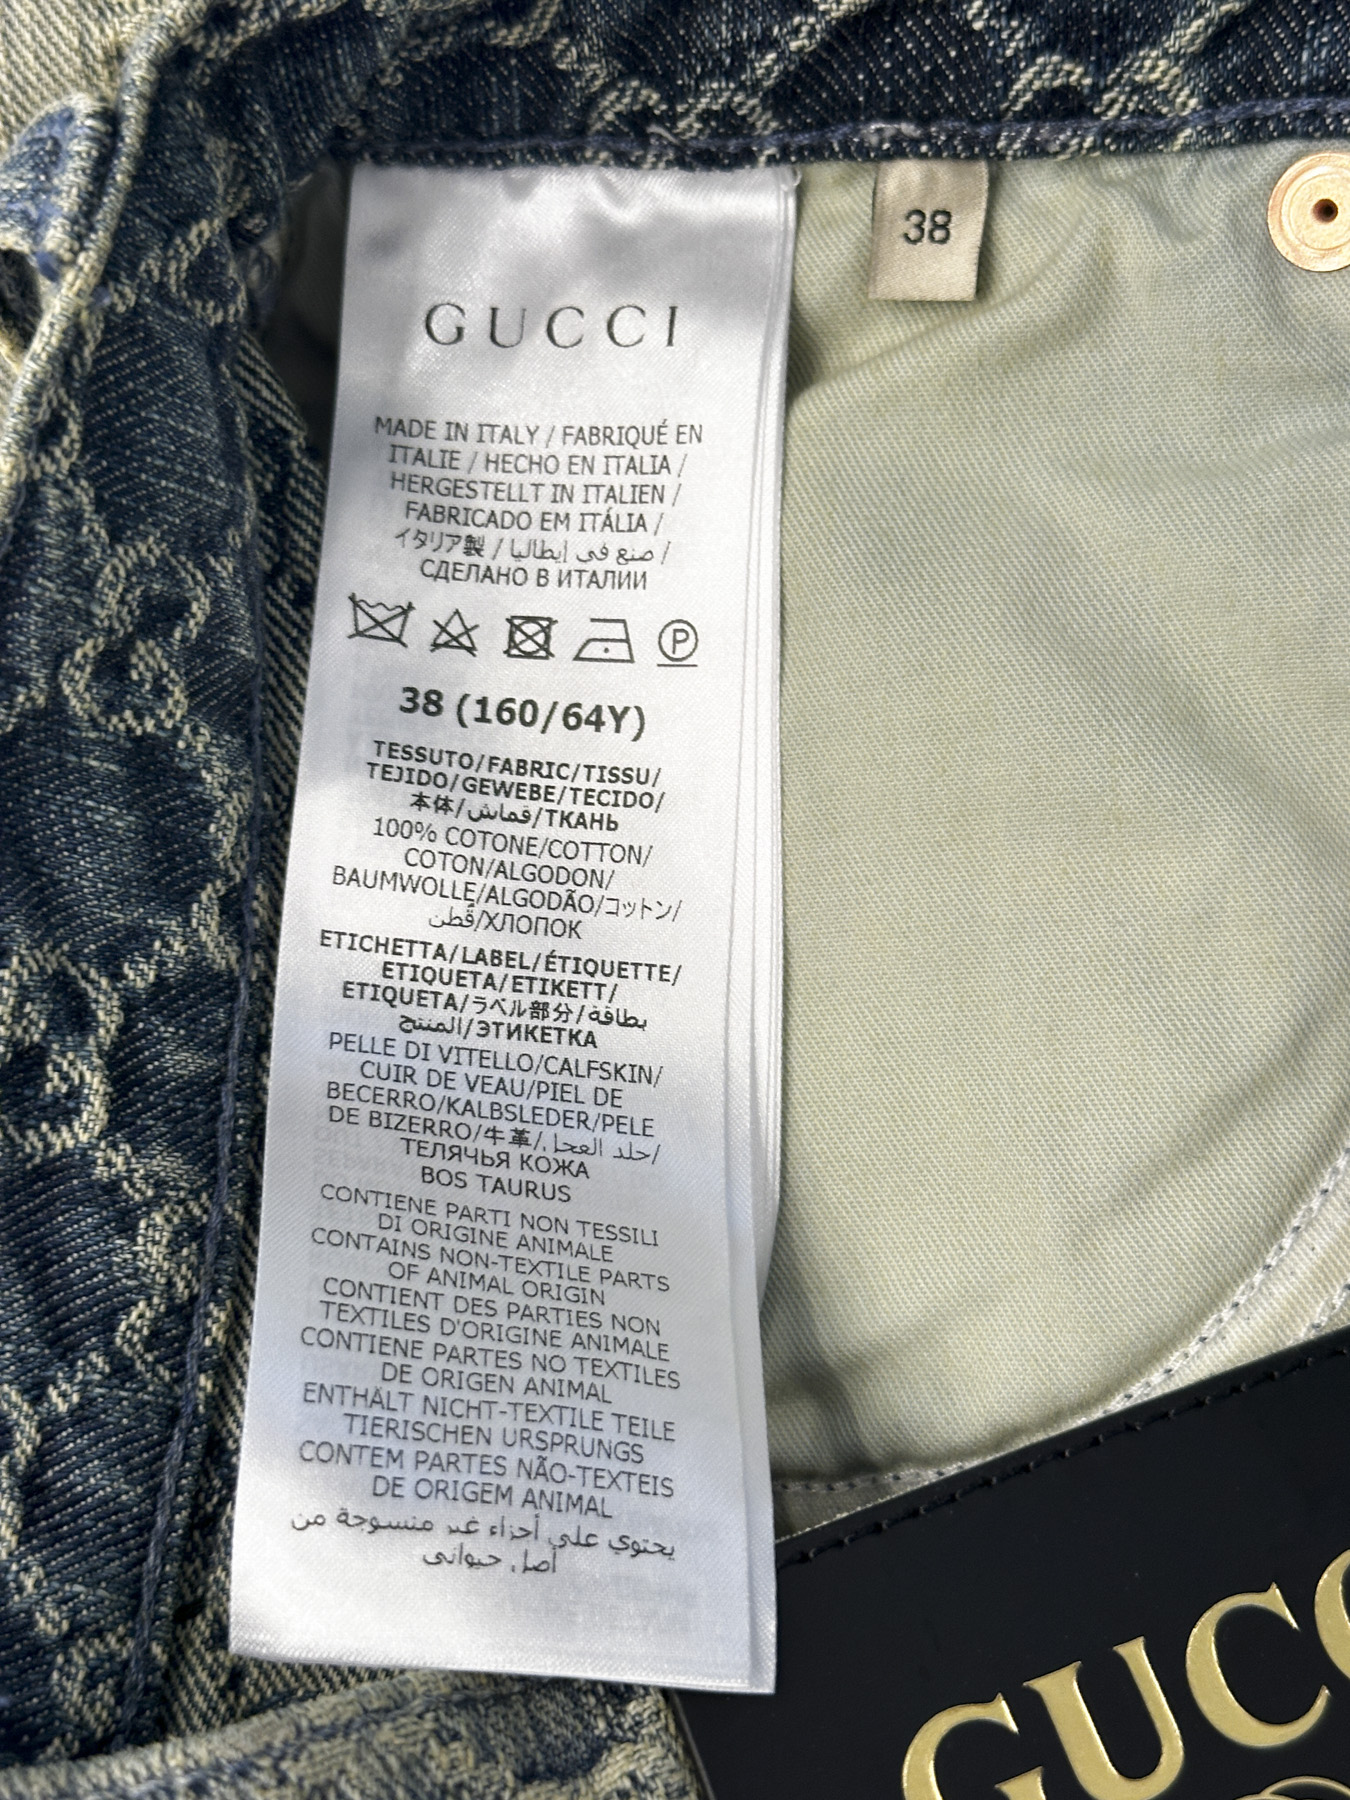 38
GUCCI
MADE IN ITALY / FABRIQUÉ EN
ITALIE / HECHO EN ITALIA /
HERGESTELLT IN ITALIEN /
FABRICADO EM ITÁLIA /
イタリア製 / صنع في إيطاليا /
СДЕЛАНО В ИТАЛИИ
P
38 (160/64Y)
TESSUTO/FABRIC/TISSU/
TEJIDO/GEWEBE/TECIDO/
本体/قماش/ТКАНЬ
100% COTONE/COTTON/
COTON/ALGODON/
BAUMWOLLE/ALGODÃO/コットン/
قُطن/ХЛОПОК
ETICHETTA/LABEL/ÉTIQUETTE/
ETIQUETA/ETIKETT/
ETIQUETA/ラベル部分/بطاقة
المنتج/ЭТИКЕТКА
PELLE DI VITELLO/CALFSKIN/
CUIR DE VEAU/PIEL DE
BECERRO/KALBSLEDER/PELE
DE BIZERRO/牛革/جلد العجل/
ТЕЛЯЧЬЯ КОЖА
BOS TAURUS
CONTIENE PARTI NON TESSILI
DI ORIGINE ANIMALE
CONTAINS NON-TEXTILE PARTS
OF ANIMAL ORIGIN
CONTIENT DES PARTIES NON
TEXTILES D'ORIGINE ANIMALE
CONTIENE PARTES NO TEXTILES
DE ORIGEN ANIMAL
ENTHÄLT NICHT-TEXTILE TEILE
TIERISCHEN URSPRUNGS
CONTEM PARTES NÃO-TEXTEIS
DE ORIGEM ANIMAL
يحتوي على أجزاء غير منسوجة من
أصل حيواني
GUCC